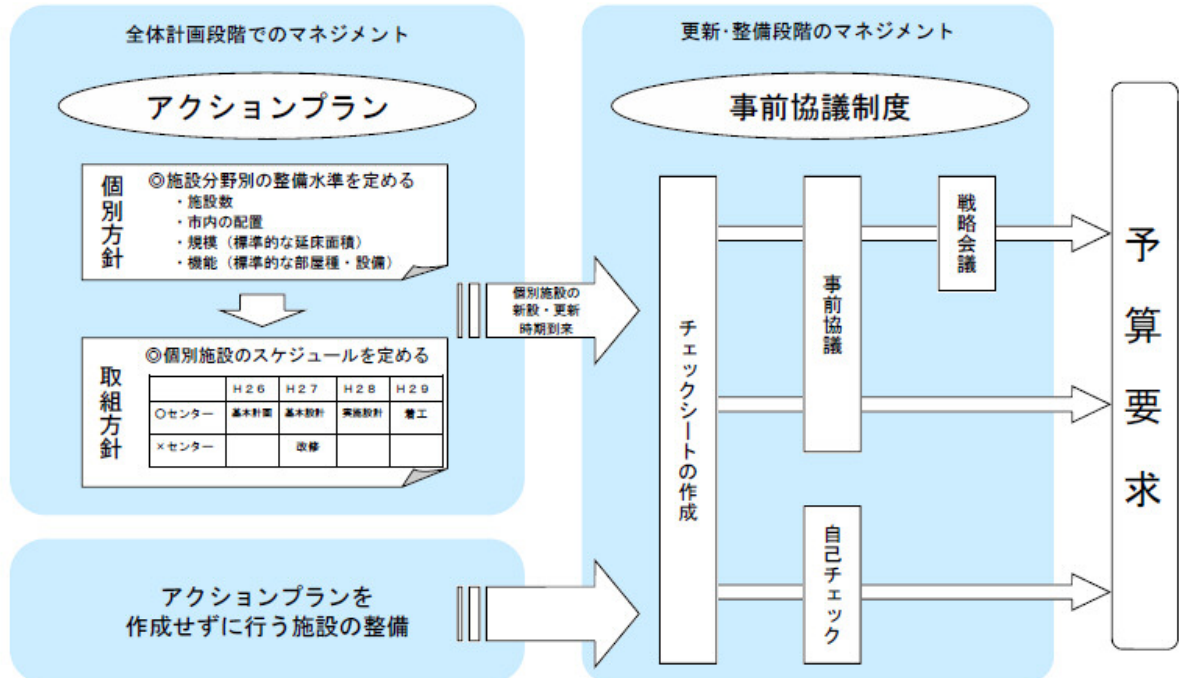 全体計画段階でのマネジメント
アクションプラン
個別方針
◎施設分野別の整備水準を定める
・施設数
・市内の配置
・規模（標準的な延床面積）
・機能（標準的な部屋種・設備）
取組方針
◎個別施設のスケジュールを定める
H26 H27 H28 H29
○センター 基本計画 基本設計 実施設計 着工
×センター 改修
個別施設の
新設・更新
時期到来
アクションプランを
作成せずに行う施設の整備
更新・整備段階のマネジメント
事前協議制度
チェックシートの作成
事前協議
戦略会議
自己チェック
予算要求